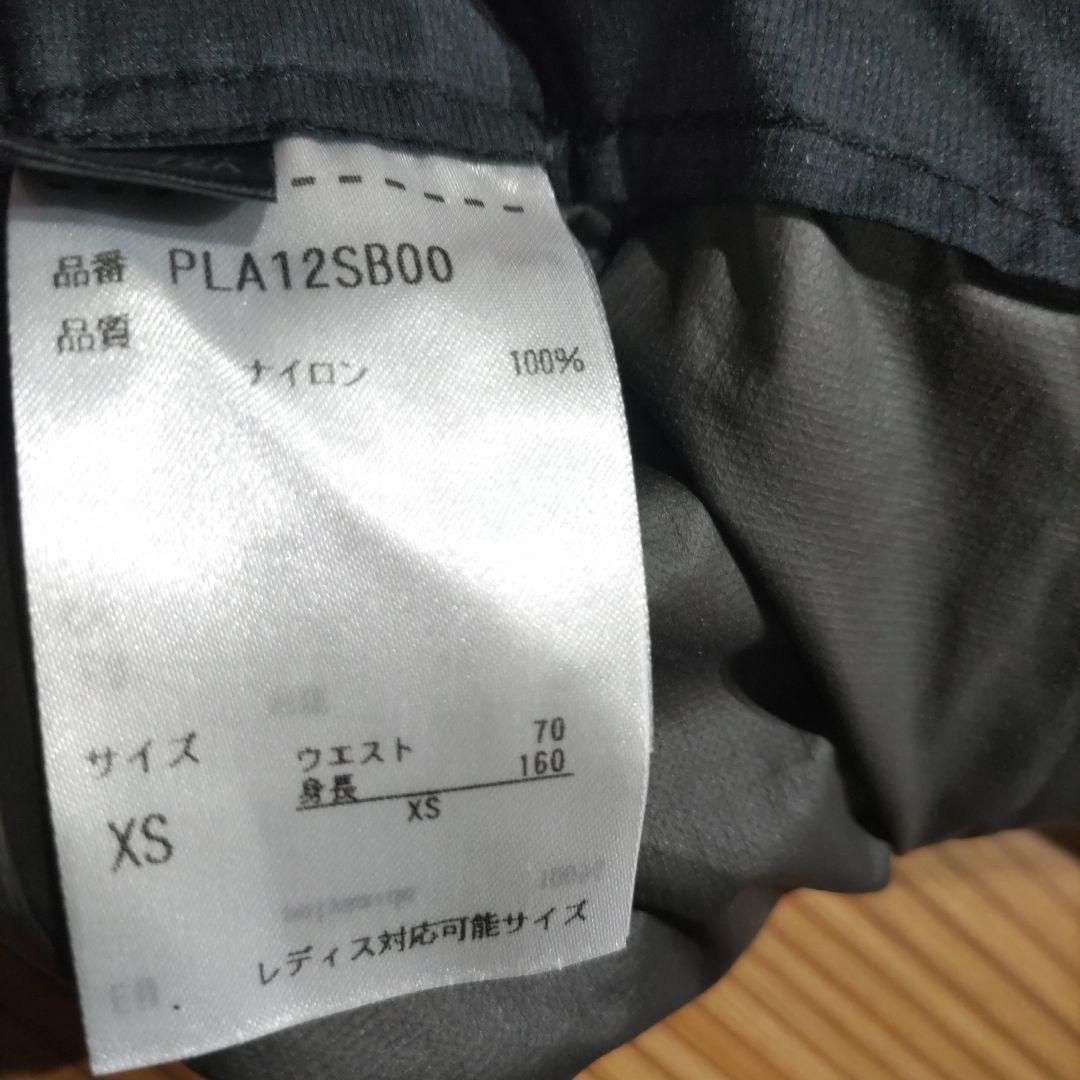 品番 PLA12SB00
品質
ナイロン 100%
サイズ ウエスト 70
身長 160
XS
XS
レディス対応可能サイズ